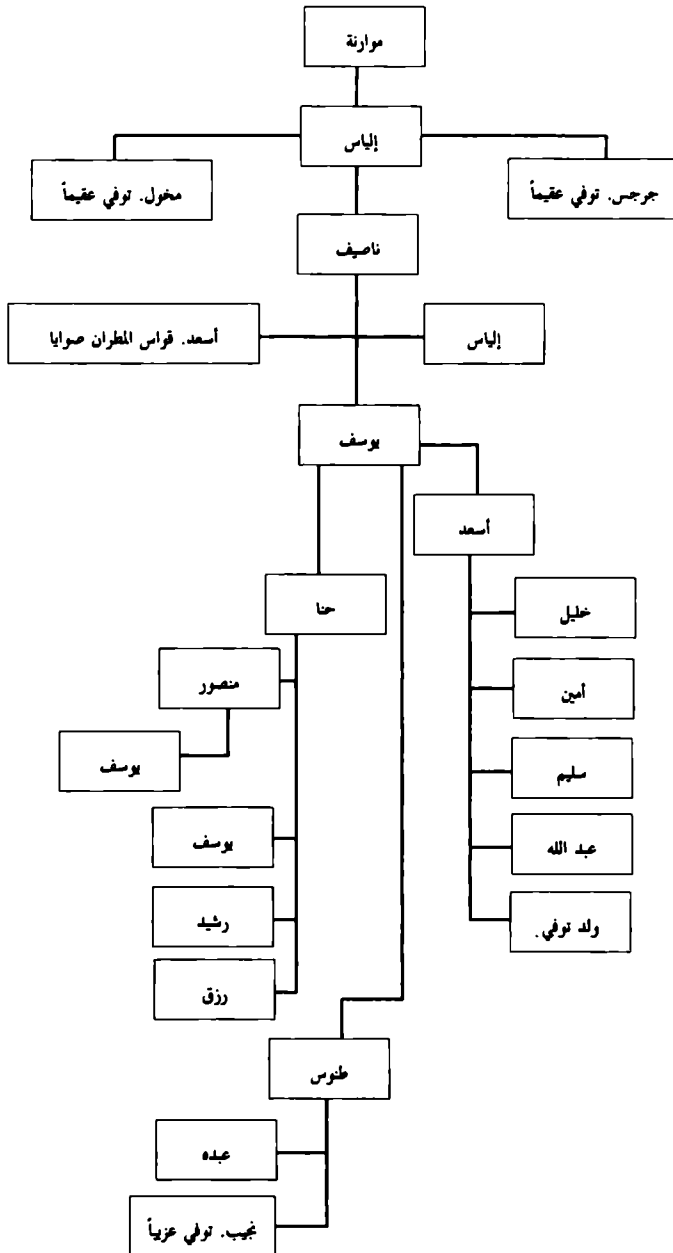 موارنة
إلياس
جرجس. توفي عقيماً
مخول. توفي عقيماً
ناصيف
إلياس
أسعد. قواس المطران صوايا
يوسف
أسعد
حنا
خليل
منصور
أمين
يوسف
سليم
يوسف
عبد الله
رشيد
ولد توفي.
رزق
طنوس
عبده
نجيب. توفي عزيباً